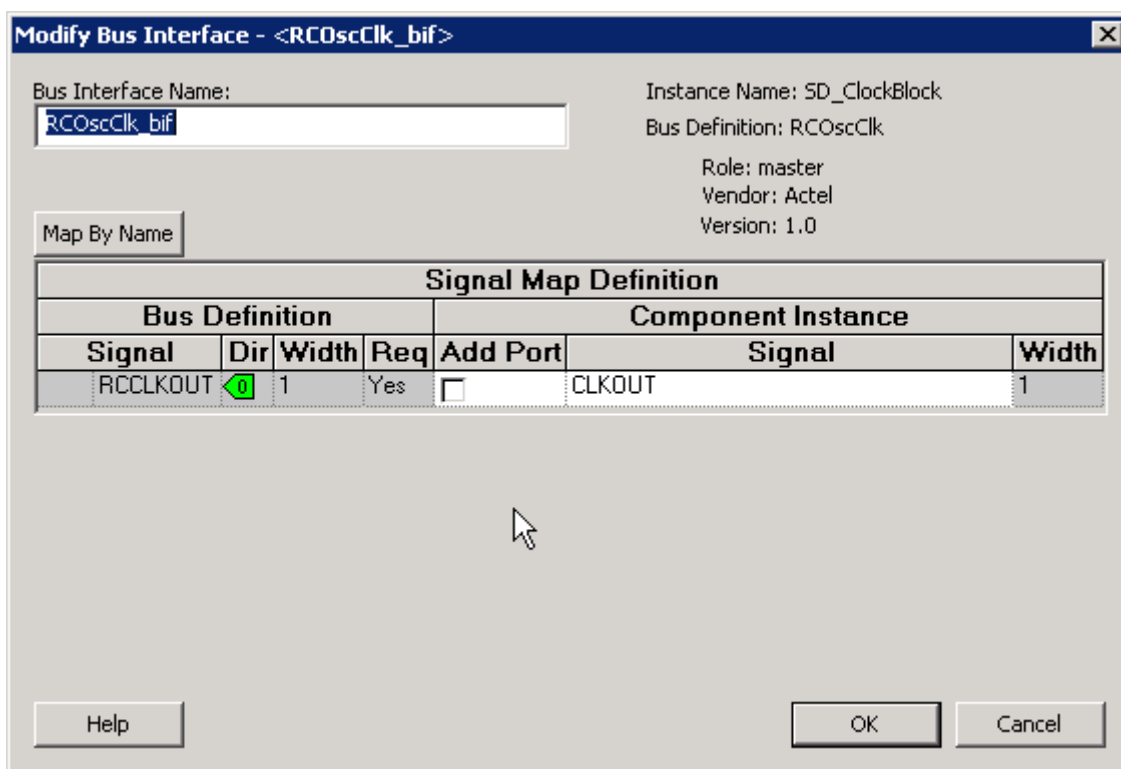 Modify Bus Interface - <RCOscClk_bif>
Bus Interface Name:
RCOscClk_bif
Instance Name: SD_ClockBlock
Bus Definition: RCOscClk
Role: master
Vendor: Actel
Version: 1.0
Map By Name
Signal Map Definition
Bus Definition Component Instance
Signal Dir Width Req Add Port Signal Width
RCCLKOUT 0 1 Yes CLKOUT 1
Help OK Cancel